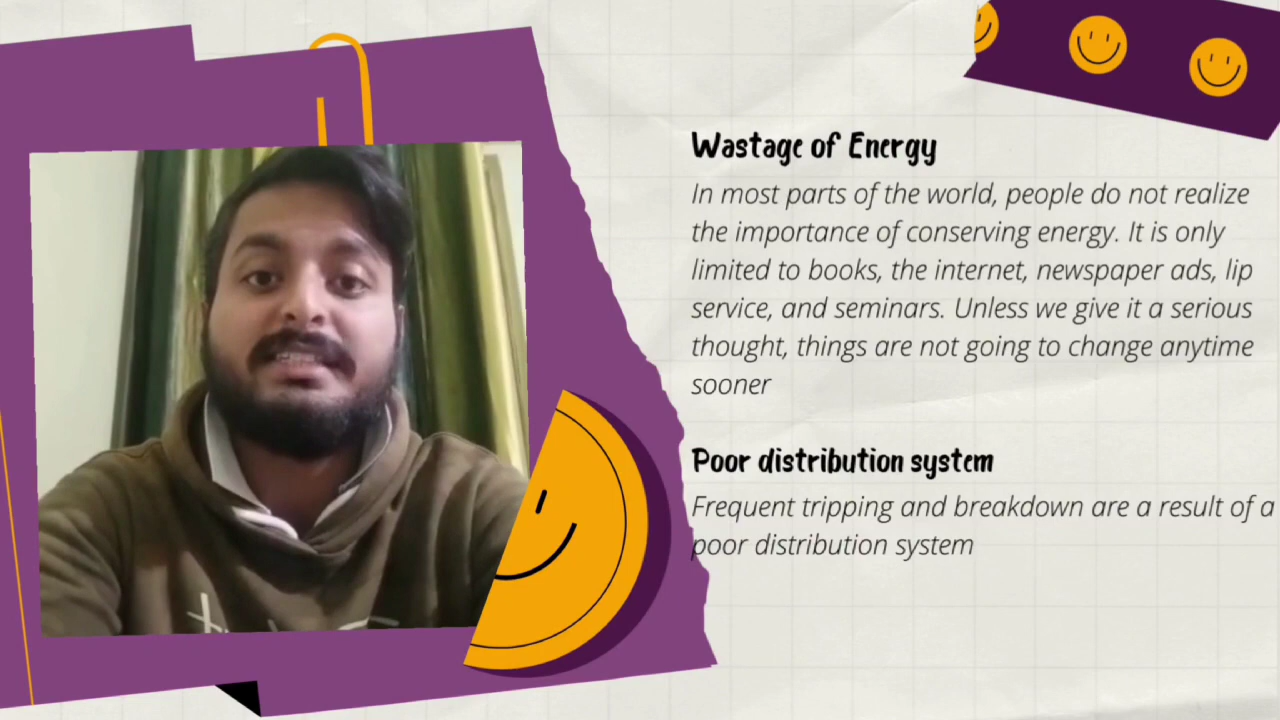 Wastage of Energy
In most parts of the world, people do not realize
the importance of conserving energy. It is only
limited to books, the internet, newspaper ads, lip
service, and seminars. Unless we give it a serious
thought, things are not going to change anytime
sooner
Poor distribution system
Frequent tripping and breakdown are a result of a
poor distribution system